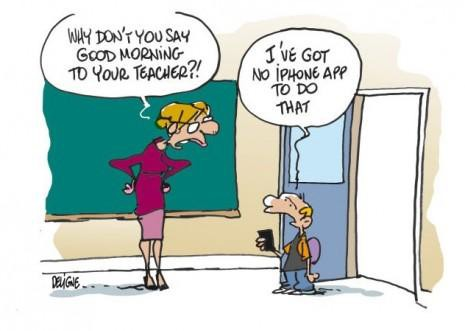 WHY DON'T YOU SAY
GOOD MORNING
TO YOUR TEACHER?!
I'VE GOT
NO IPHONE APP
TO DO
THAT
DELIGNE